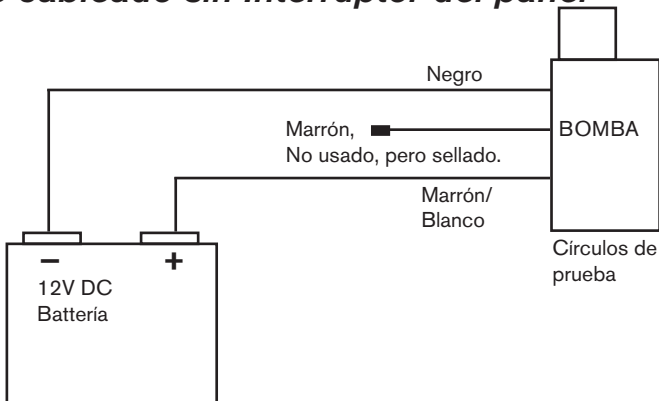 cableado sin interruptor del panel
Negro
Marrón,
No usado, pero sellado.
BOMBA
Marrón/
Blanco
Círculos de
prueba
− +
12V DC
Battería